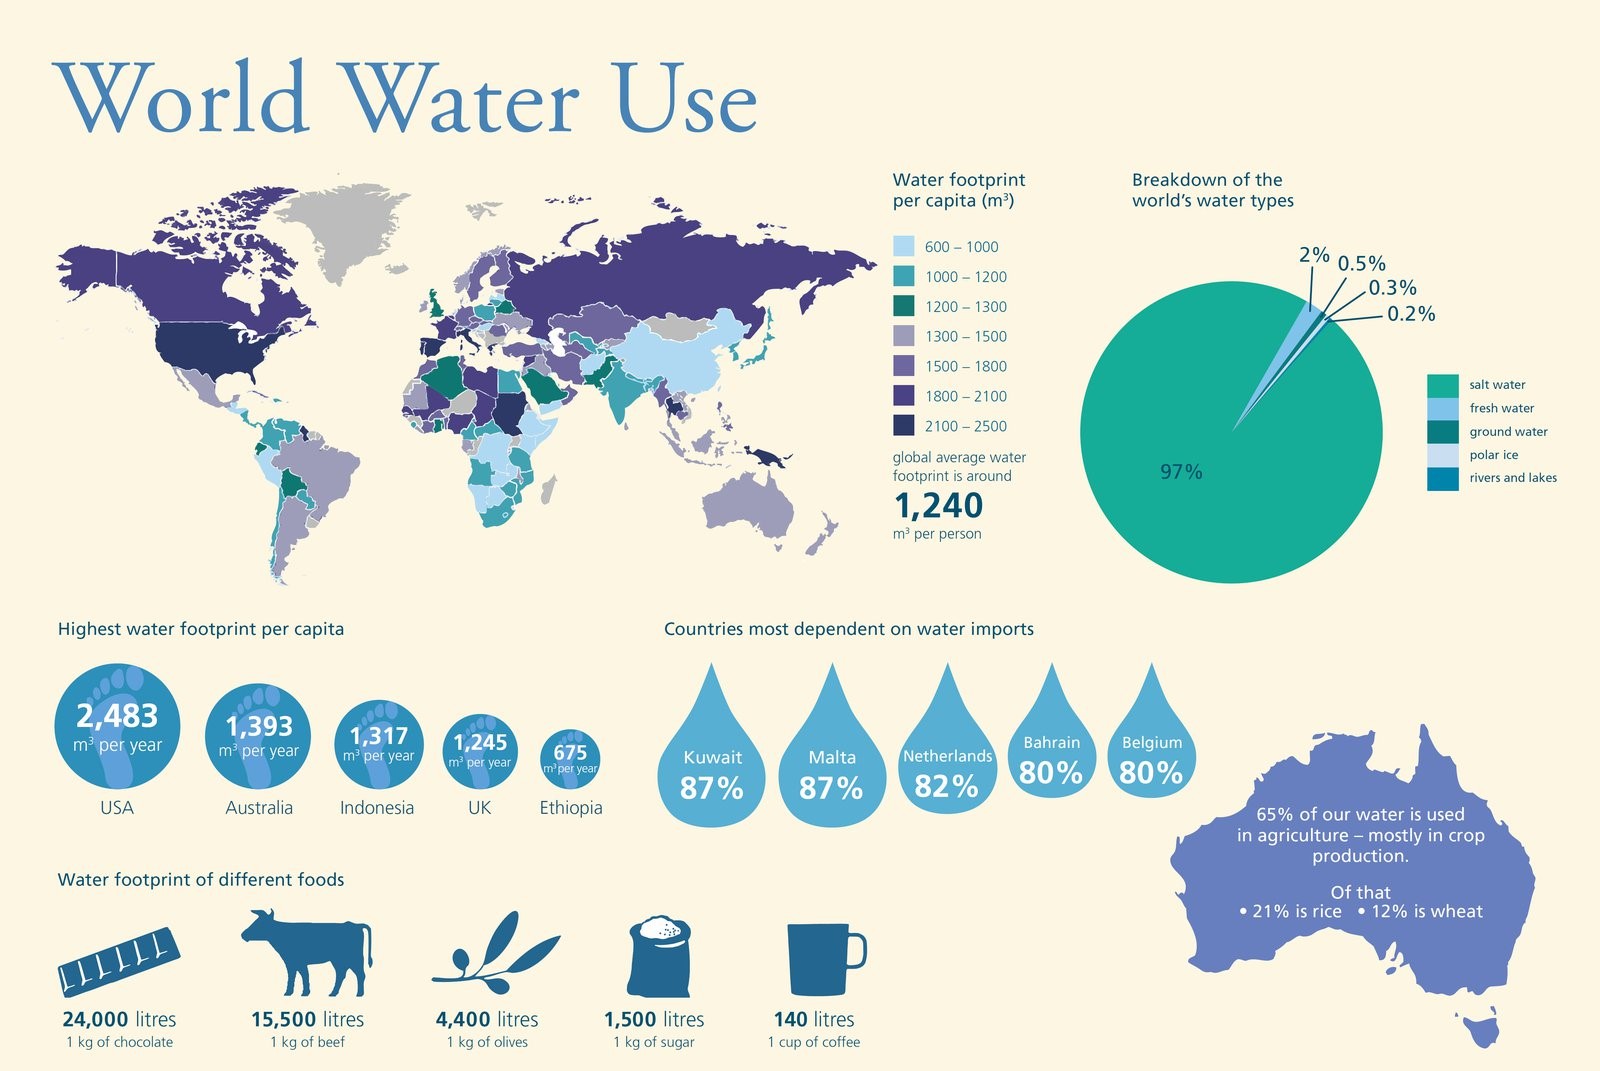 World Water Use
Water footprint
per capita (m³)
600 – 1000
1000 – 1200
1200 – 1300
1300 – 1500
1500 – 1800
1800 – 2100
2100 – 2500
global average water
footprint is around
1,240
m³ per person
Breakdown of the
world's water types
2%
0.5%
0.3%
0.2%
97%
salt water
fresh water
ground water
polar ice
rivers and lakes
Highest water footprint per capita
2,483
m³ per year
USA
1,393
m³ per year
Australia
1,317
m³ per year
Indonesia
1,245
m³ per year
UK
675
m³ per year
Ethiopia
Countries most dependent on water imports
Kuwait
87%
Malta
87%
Netherlands
82%
Bahrain
80%
Belgium
80%
65% of our water is used
in agriculture – mostly in crop
production.
Of that
• 21% is rice • 12% is wheat
Water footprint of different foods
24,000 litres
1 kg of chocolate
15,500 litres
1 kg of beef
4,400 litres
1 kg of olives
1,500 litres
1 kg of sugar
140 litres
1 cup of coffee